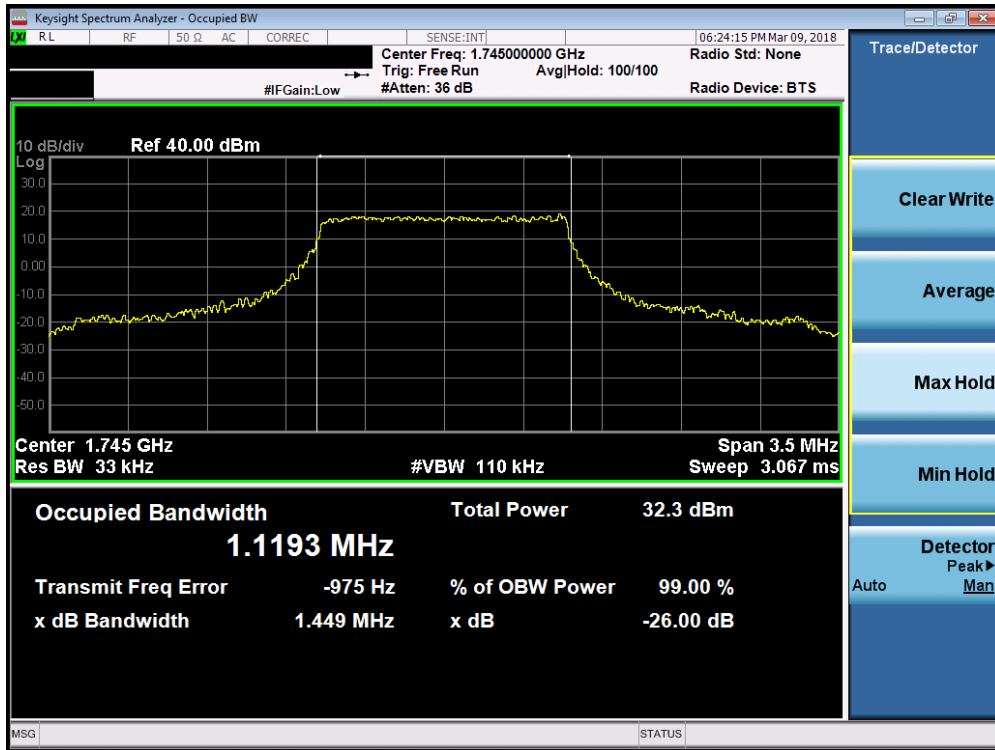 Keysight Spectrum Analyzer - Occupied BW
LXI RL RF 50 Ω AC CORREC SENSE:INT 06:24:15 PM Mar 09, 2018
Center Freq: 1.745000000 GHz Radio Std: None
Trig: Free Run Avg|Hold: 100/100
#IFGain:Low #Atten: 36 dB Radio Device: BTS
10 dB/div Ref 40.00 dBm
Log
30.0
20.0
10.0
0.00
-10.0
-20.0
-30.0
-40.0
-50.0
Center 1.745 GHz Span 3.5 MHz
Res BW 33 kHz #VBW 110 kHz Sweep 3.067 ms
Occupied Bandwidth Total Power 32.3 dBm
1.1193 MHz
Transmit Freq Error -975 Hz % of OBW Power 99.00 %
x dB Bandwidth 1.449 MHz x dB -26.00 dB
MSG STATUS
Trace/Detector
Clear Write
Average
Max Hold
Min Hold
Detector
Peak▶
Auto Man